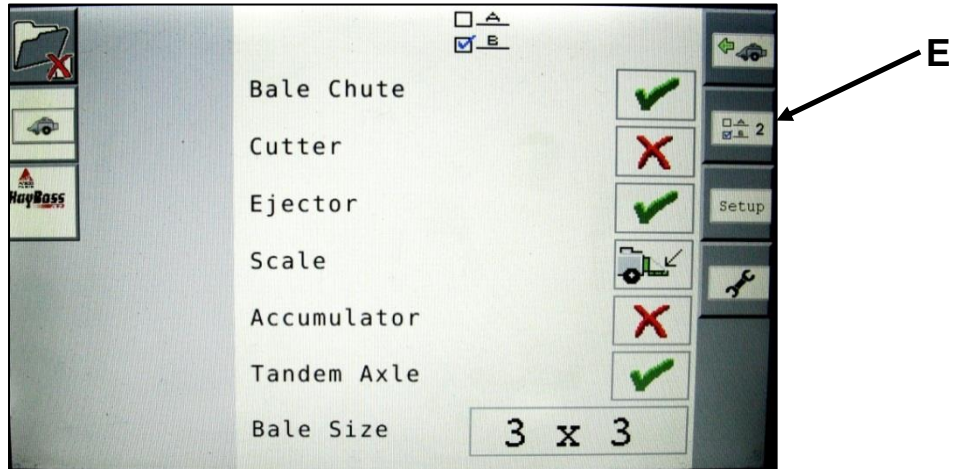 A
B
Bale Chute
Cutter
Ejector
Scale
Accumulator
Tandem Axle
Bale Size 3 x 3
HayBoss
A
B 2
Setup
E